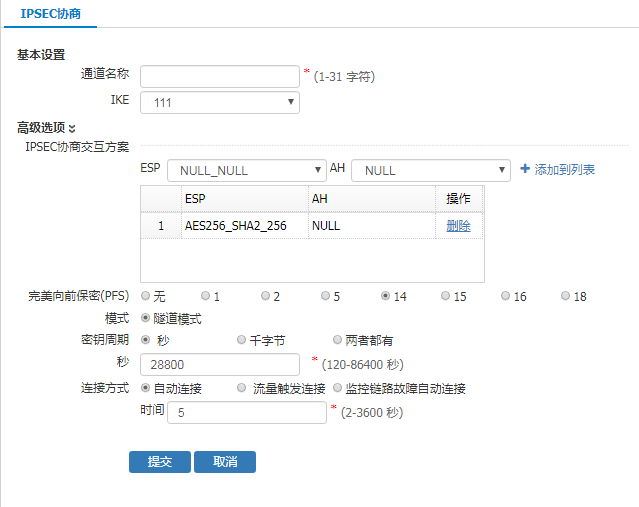 IPSEC协商
基本设置
通道名称 * (1-31 字符)
IKE 111
高级选项
IPSEC协商交互方案
ESP NULL_NULL AH NULL + 添加到列表
ESP AH 操作
1 AES256_SHA2_256 NULL 删除
完美向前保密(PFS) 无 1 2 5 14 15 16 18
模式 隧道模式
密钥周期 秒 千字节 两者都有
秒 28800 * (120-86400 秒)
连接方式 自动连接 流量触发连接 监控链路故障自动连接
时间 5 * (2-3600 秒)
提交 取消